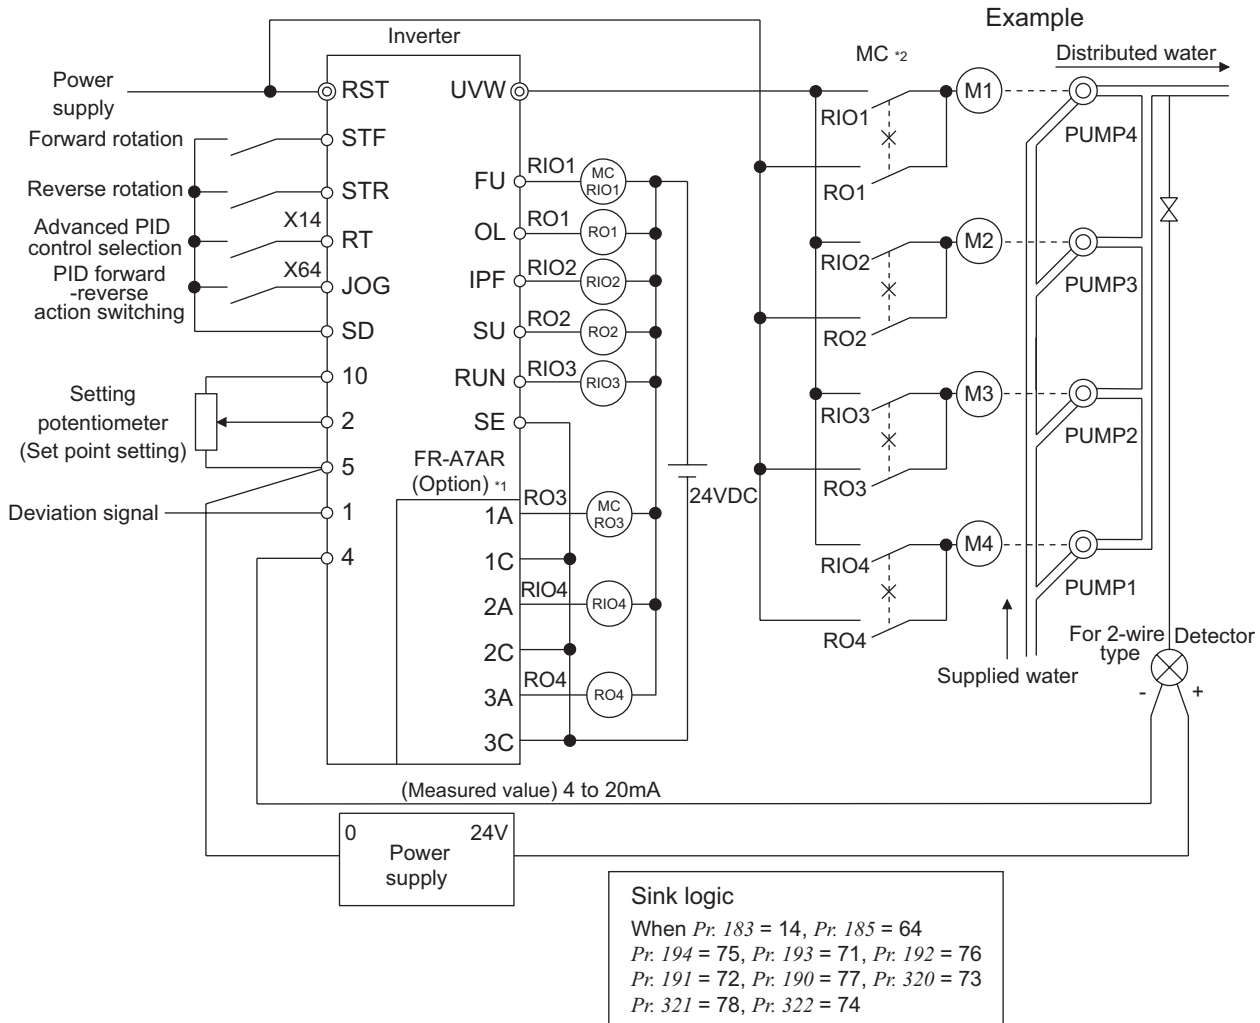 Example
Inverter
MC *2
Distributed water
Power
supply
RST
UVW
M1
RIO1
PUMP4
Forward rotation
STF
RIO1
MC
RIO1
FU
RO1
Reverse rotation
STR
RO1
OL
RO1
X14
Advanced PID
control selection
RT
RIO2
IPF
RIO2
M2
RIO2
PUMP3
X64
PID forward
-reverse
action switching
JOG
SD
RO2
SU
RO2
RO2
RIO3
RUN
RIO3
10
Setting
potentiometer
(Set point setting)
2
5
SE
M3
RIO3
PUMP2
FR-A7AR
(Option) *1
24VDC
RO3
RO3
MC
RO3
Deviation signal
1
1A
4
1C
M4
RIO4
PUMP1
RIO4
2A
RIO4
2C
RO4
For 2-wire
type
Detector
- +
Supplied water
RO4
3A
RO4
3C
(Measured value) 4 to 20mA
0 24V
Power
supply
Sink logic
When Pr. 183 = 14, Pr. 185 = 64
Pr. 194 = 75, Pr. 193 = 71, Pr. 192 = 76
Pr. 191 = 72, Pr. 190 = 77, Pr. 320 = 73
Pr. 321 = 78, Pr. 322 = 74